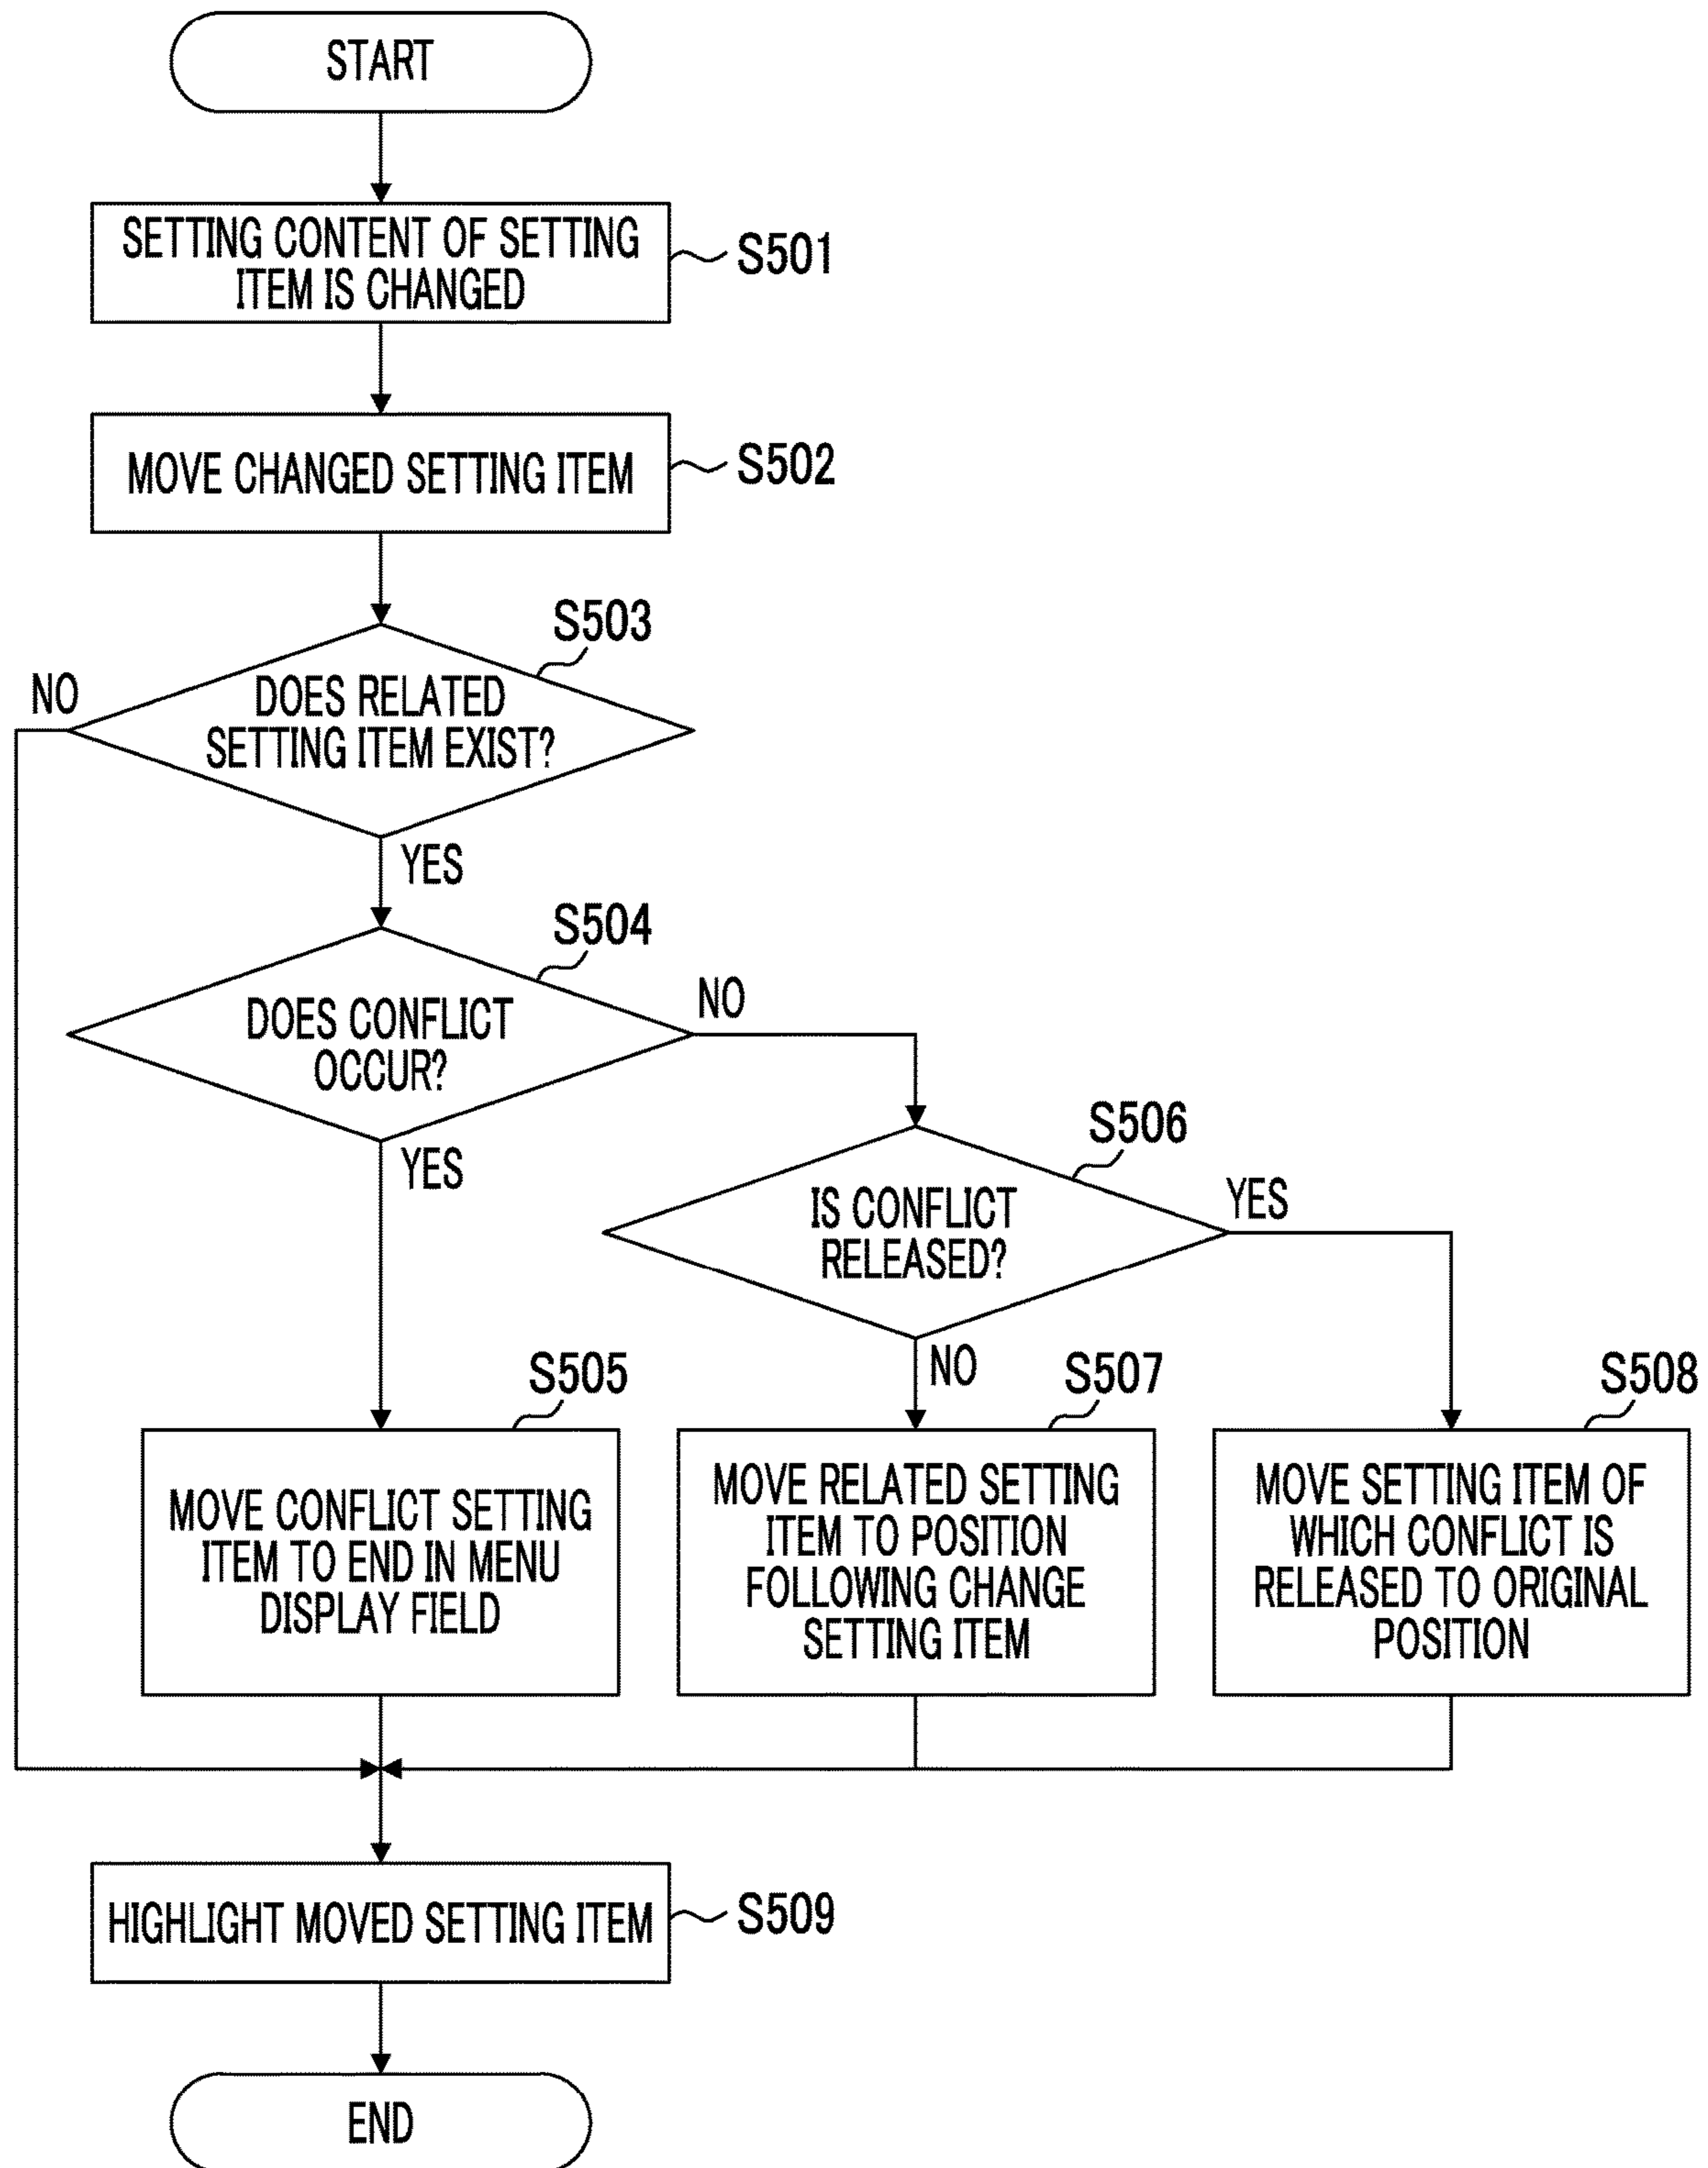 START
SETTING CONTENT OF SETTING
ITEM IS CHANGED
S501
MOVE CHANGED SETTING ITEM
S502
S503
NO
DOES RELATED
SETTING ITEM EXIST?
YES
S504
DOES CONFLICT
OCCUR?
NO
YES
S506
IS CONFLICT
RELEASED?
YES
NO
S505
MOVE CONFLICT SETTING
ITEM TO END IN MENU
DISPLAY FIELD
S507
MOVE RELATED SETTING
ITEM TO POSITION
FOLLOWING CHANGE
SETTING ITEM
S508
MOVE SETTING ITEM OF
WHICH CONFLICT IS
RELEASED TO ORIGINAL
POSITION
HIGHLIGHT MOVED SETTING ITEM
S509
END